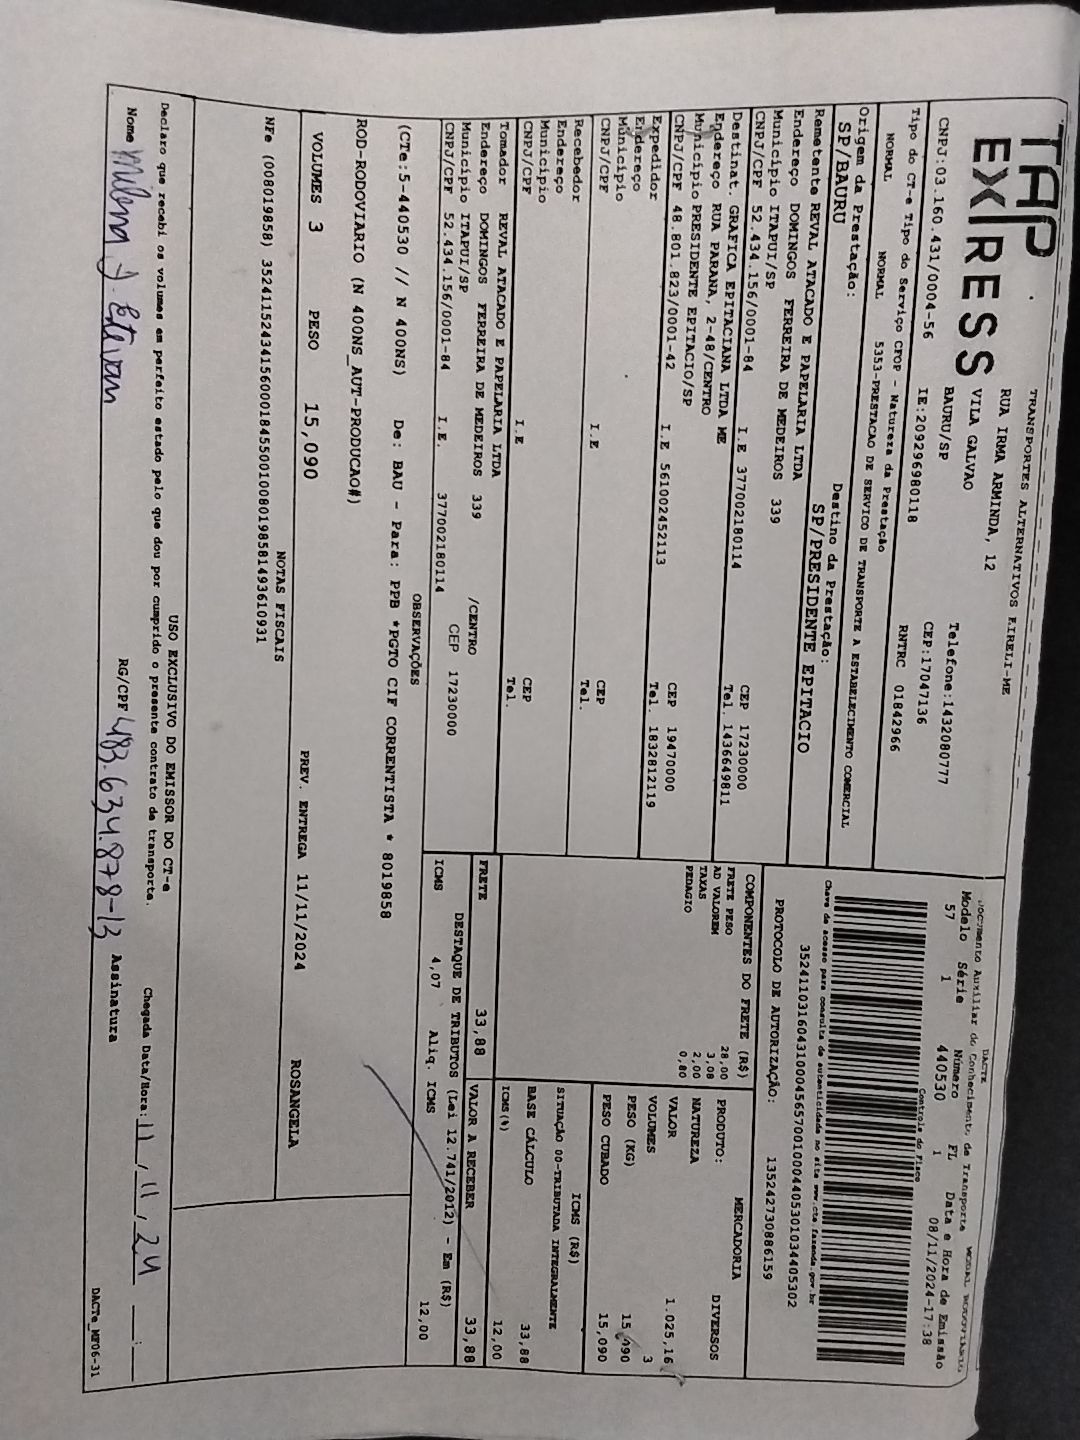 TAP EXPRESS
TRANSPORTES ALTERNATIVOS EIRELI-ME
RUA IRMA ARMINDA, 12
VILA GALVAO
BAURU/SP
Telefone:1432080777
CEP:17047136
CNPJ:03.160.431/0004-56 IE:209296980118 RNTRC 01842966
Tipo do CT-e Tipo do Serviço CFOP - Natureza da Prestação
NORMAL NORMAL 5353-PRESTACAO DE SERVICO DE TRANSPORTE A ESTABELECIMENTO COMERCIAL
Origem da Prestação: Destino da Prestação:
SP/BAURU SP/PRESIDENTE EPITACIO
Remetente REVAL ATACADO E PAPELARIA LTDA
Endereço DOMINGOS FERREIRA DE MEDEIROS 339
Município ITAPUI/SP CEP 17230000
CNPJ/CPF 52.434.156/0001-84 I.E 377002180114 Tel. 1436649811
Destinat. GRAFICA EPITACIANA LTDA ME
Endereço RUA PARANA, 2-48/CENTRO
Município PRESIDENTE EPITACIO/SP CEP 19470000
CNPJ/CPF 48.801.823/0001-42 I.E 561002452113 Tel. 1832812119
Expedidor
Endereço
Município CEP
CNPJ/CPF I.E Tel.
Recebedor
Endereço
Município CEP
CNPJ/CPF I.E Tel.
Tomador REVAL ATACADO E PAPELARIA LTDA
Endereço DOMINGOS FERREIRA DE MEDEIROS 339 /CENTRO
Município ITAPUI/SP CEP 17230000
CNPJ/CPF 52.434.156/0001-84 I.E. 377002180114
DACTE
Documento Auxiliar do Conhecimento de Transporte MODAL RODOVIARIO
Modelo Série Número FL Data e Hora de Emissão
57 1 440530 1 08/11/2024-17:38
Controle do Fisco
Chave de acesso para consulta de autenticidade no site www.cte.fazenda.gov.br
PROTOCOLO DE AUTORIZAÇÃO: 135242730886159
COMPONENTES DO FRETE (R$)
FRETE PESO 28,00
AD VALOREM 3,08
TAXAS 2,00
PEDAGIO 0,80
MERCADORIA
PRODUTO: DIVERSOS
NATUREZA
VALOR 1.025,16
VOLUMES 3
PESO (KG) 15,090
PESO CUBADO 15,090
ICMS (R$)
SITUAÇÃO 00-TRIBUTADA INTEGRALMENTE
BASE CÁLCULO 33,88
ICMS(%) 12,00
FRETE 33,88 VALOR A RECEBER 33,88
DESTAQUE DE TRIBUTOS (Lei 12.741/2012) - Em (R$)
ICMS 4,07 Aliq. ICMS 12,00
OBSERVAÇÕES
(CTe:5-440530 // N 400NS) De: BAU - Para: PPB *PGTO CIF CORRENTISTA * 8019858
ROD-RODOVIARIO (N 400NS_AUT-PRODUCAO#)
VOLUMES 3 PESO 15,090 PREV. ENTREGA 11/11/2024 ROSANGELA
NOTAS FISCAIS
USO EXCLUSIVO DO EMISSOR DO CT-e
Declaro que recebi os volumes em perfeito estado pelo que dou por cumprido o presente contrato de transporte.
Chegada Data/Hora: 11/11/24 __:__
Nome Milena J. Estevam RG/CPF 483.634.878-13 Assinatura
DACTe_MF06-31